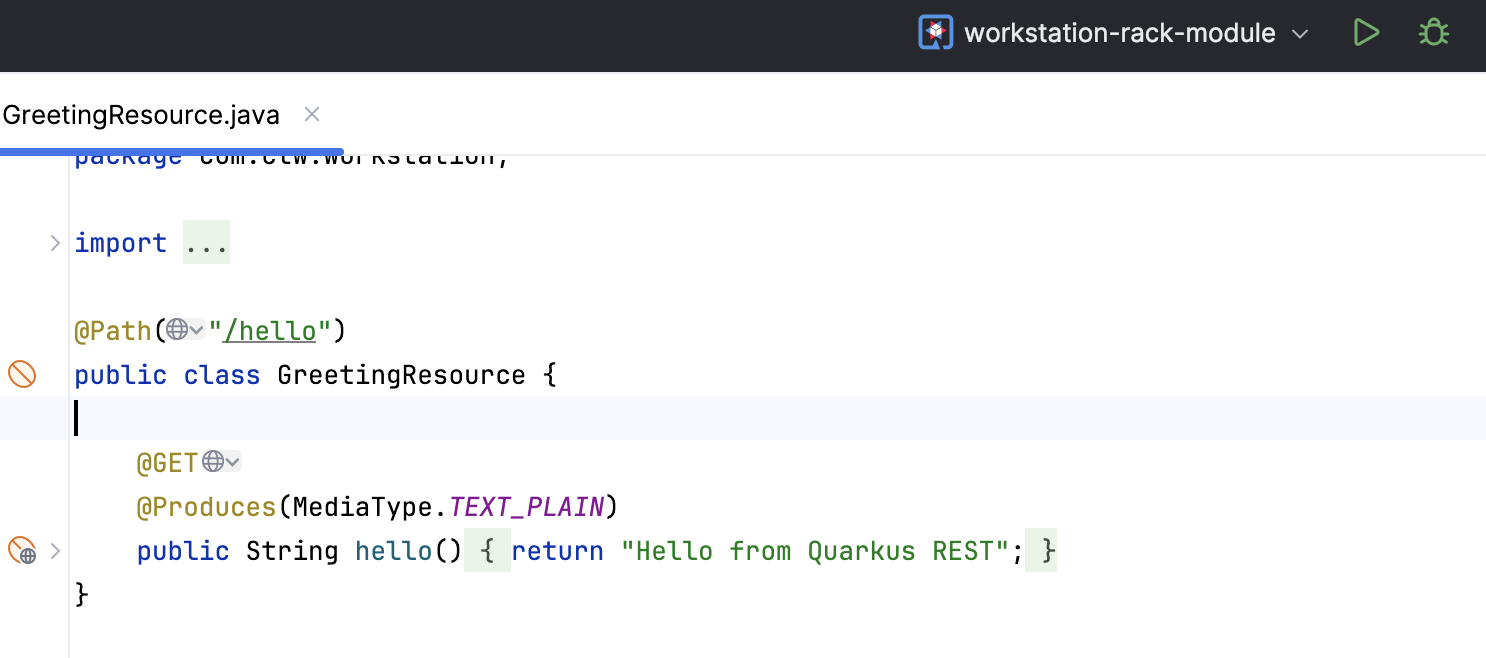 workstation-rack-module
GreetingResource.java
package com.ctw.workstation;
import ...
@Path("/hello")
public class GreetingResource {
@GET
@Produces(MediaType.TEXT_PLAIN)
public String hello() { return "Hello from Quarkus REST"; }
}